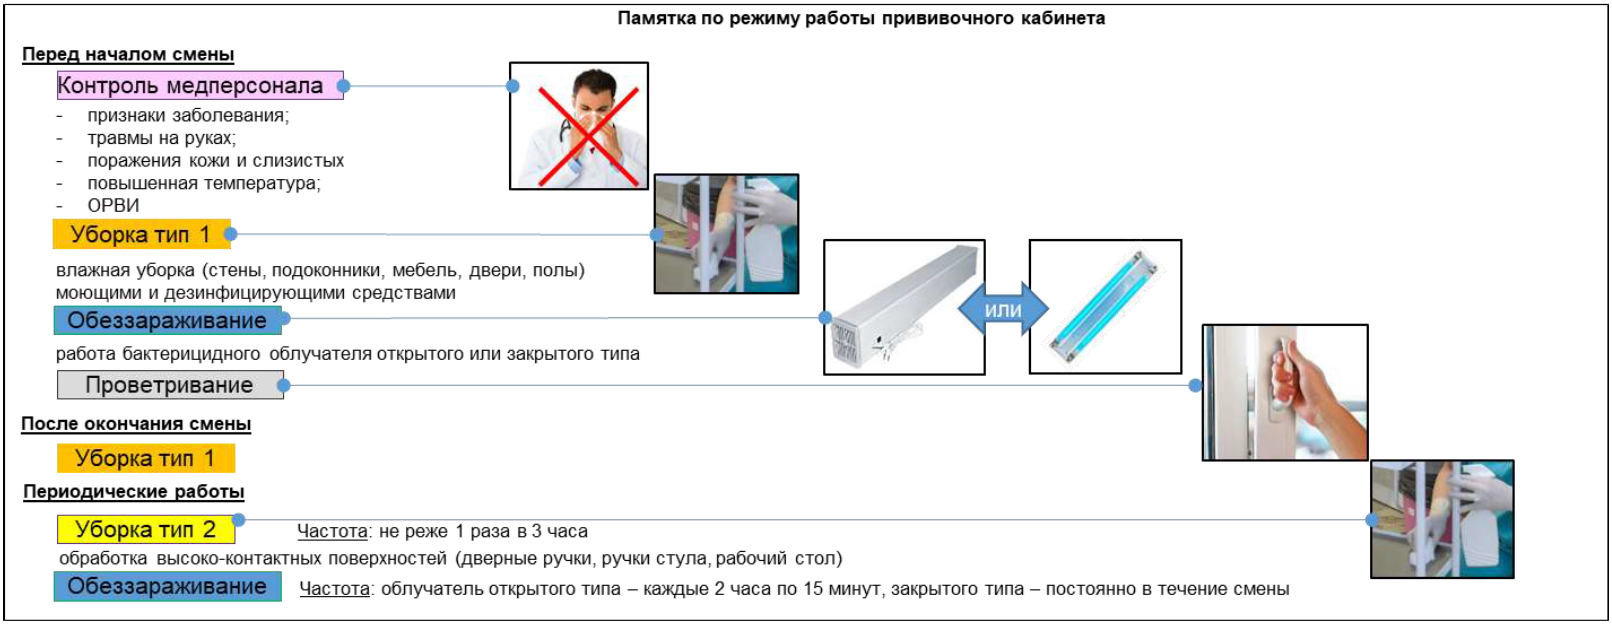 Памятка по режиму работы прививочного кабинета
Перед началом смены
Контроль медперсонала
- признаки заболевания;
- травмы на руках;
- поражения кожи и слизистых
- повышенная температура;
- ОРВИ
Уборка тип 1
влажная уборка (стены, подоконники, мебель, двери, полы)
моющими и дезинфицирующими средствами
Обеззараживание
или
работа бактерицидного облучателя открытого или закрытого типа
Проветривание
После окончания смены
Уборка тип 1
Периодические работы
Уборка тип 2 Частота: не реже 1 раза в 3 часа
обработка высоко-контактных поверхностей (дверные ручки, ручки стула, рабочий стол)
Обеззараживание Частота: облучатель открытого типа – каждые 2 часа по 15 минут, закрытого типа – постоянно в течение смены